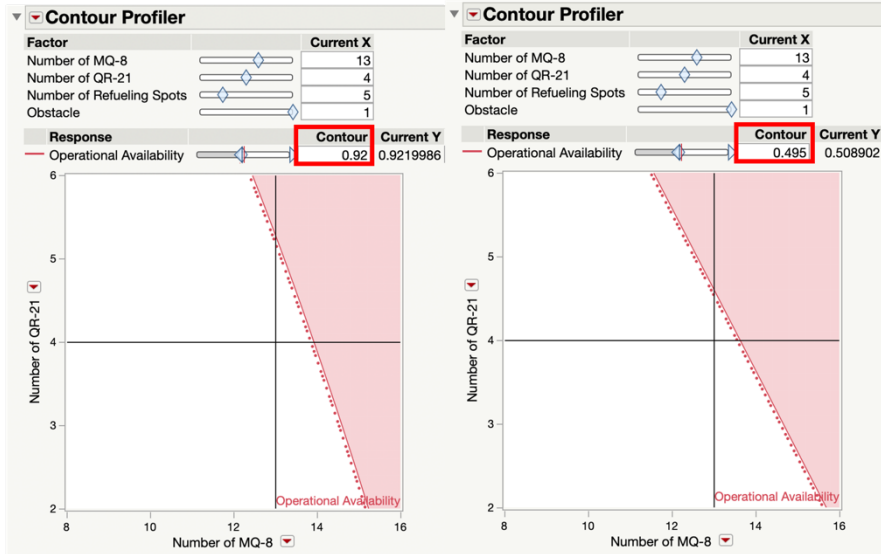 Contour Profiler
Factor Current X
Number of MQ-8 13
Number of QR-21 4
Number of Refueling Spots 5
Obstacle 1
Response Contour Current Y
Operational Availability 0.92 0.9219986
6
5
4
3
2
Number of QR-21
Operational Availability
8 10 12 14 16
Number of MQ-8
Contour Profiler
Factor Current X
Number of MQ-8 13
Number of QR-21 4
Number of Refueling Spots 5
Obstacle 1
Response Contour Current Y
Operational Availability 0.495 0.508902
6
5
4
3
2
Number of QR-21
Operational Availability
8 10 12 14 16
Number of MQ-8